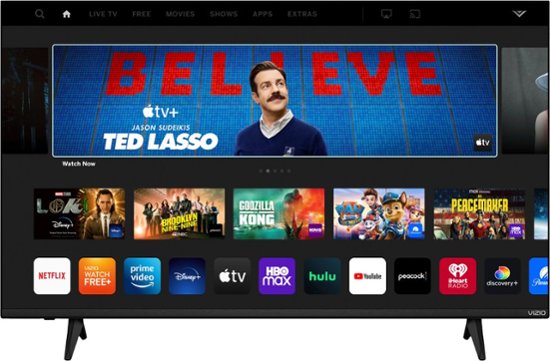 LIVE TV FREE MOVIES SHOWS APPS EXTRAS
BELIEVE
tv+
JASON SUDEIKIS
TED LASSO
tv
Watch Now
LOKI
Disney+
BROOKLYN
NINE-NINE
GODZILLA
KONG
PEACEMAKER
HBO
max
NETFLIX
VIZIO
WATCH
FREE+
prime
video
Disney+
tv
HBO
max
hulu
YouTube
peacock
iHeart
RADIO
discovery+
VIZIO